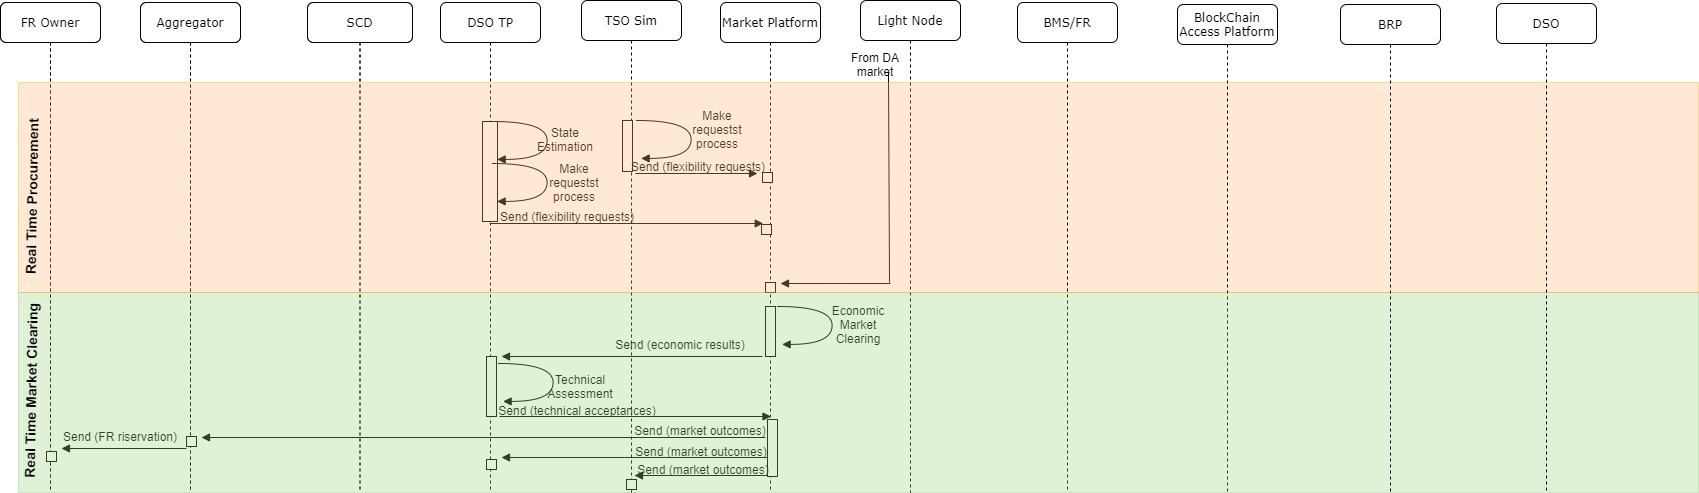 FR Owner
Aggregator
SCD
DSO TP
TSO Sim
Market Platform
Light Node
BMS/FR
BlockChain
Access Platform
BRP
DSO
From DA
market
Real Time Procurement
State
Estimation
Make
requestst
process
Make
requestst
process
Send (flexibility requests)
Send (flexibility requests)
Real Time Market Clearing
Economic
Market
Clearing
Send (economic results)
Technical
Assessment
Send (technical acceptances)
Send (market outcomes)
Send (FR riservation)
Send (market outcomes)
Send (market outcomes)